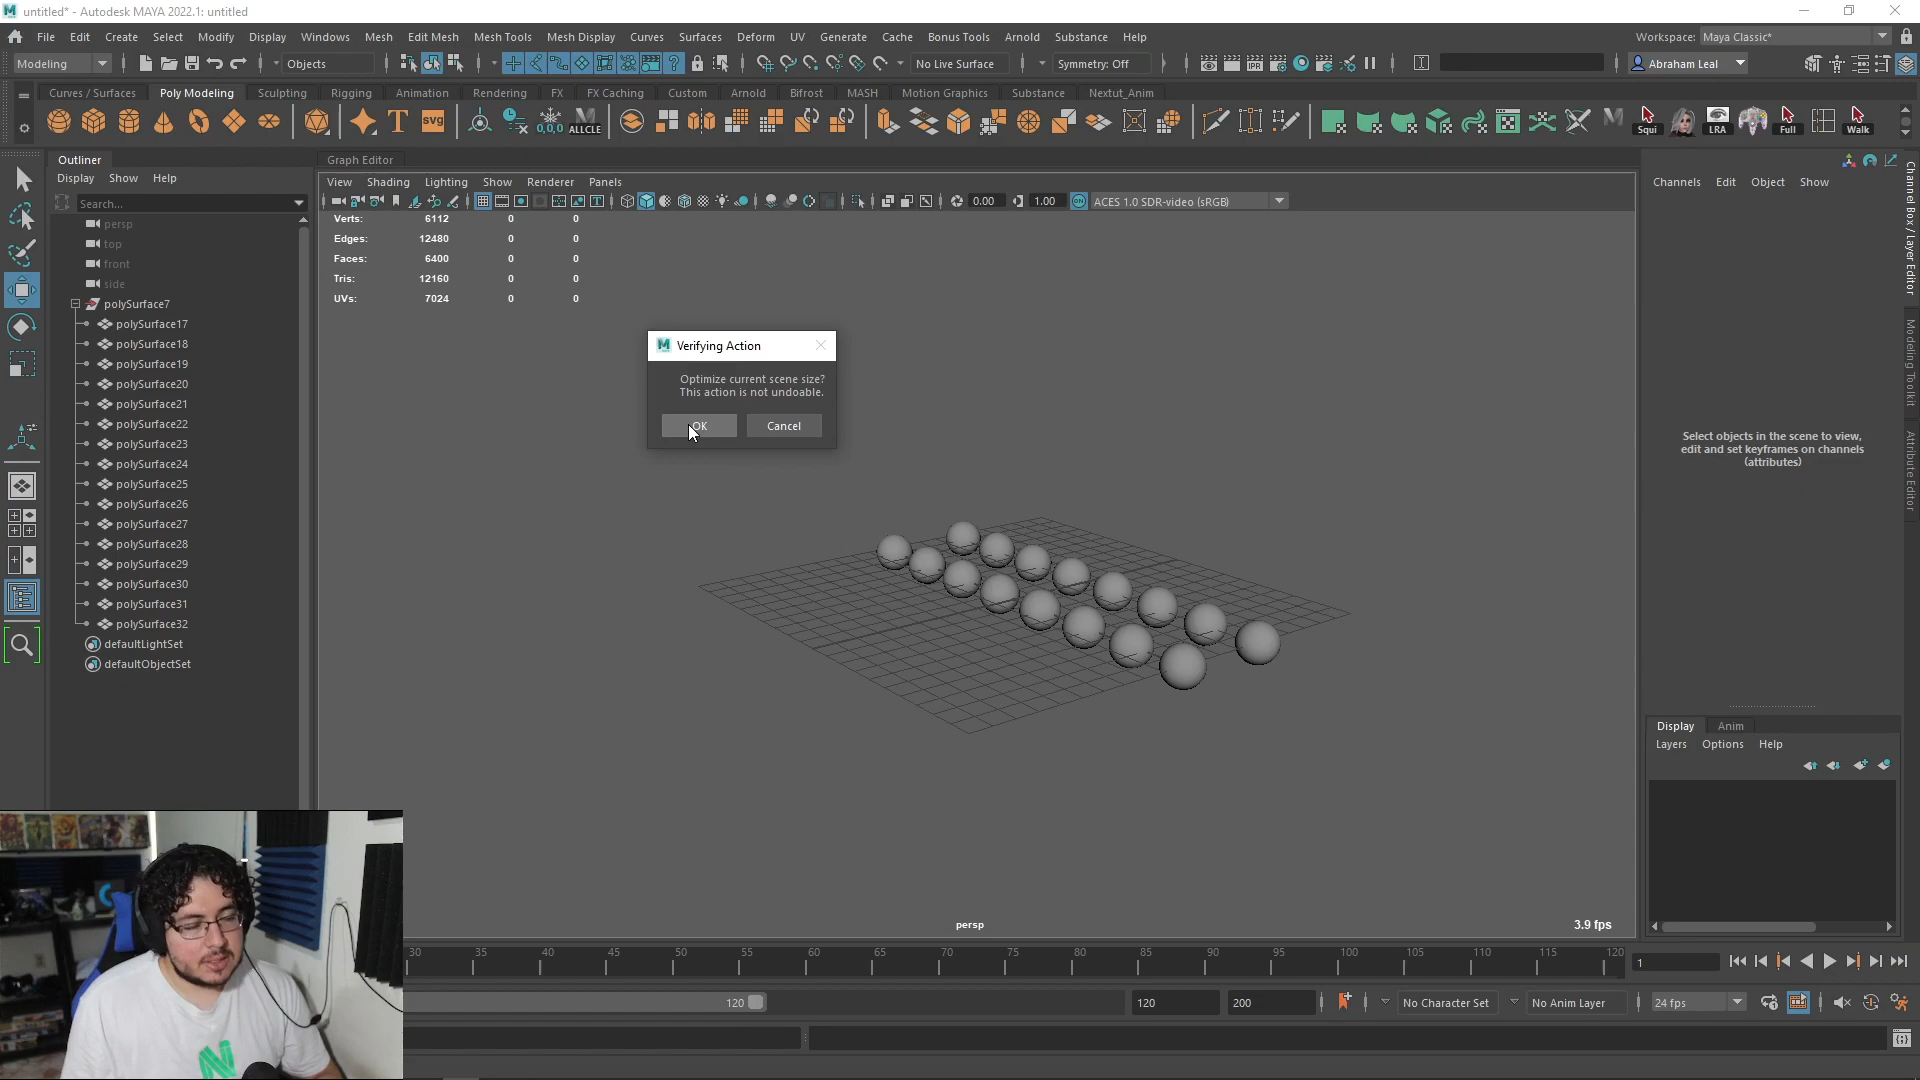 untitled* - Autodesk MAYA 2022.1: untitled
File Edit Create Select Modify Display Windows Mesh Edit Mesh Mesh Tools Mesh Display Curves Surfaces Deform UV Generate Cache Bonus Tools Arnold Substance Help
Workspace: Maya Classic*
Modeling
Objects
No Live Surface
Symmetry: Off
Abraham Leal
Curves / Surfaces Poly Modeling Sculpting Rigging Animation Rendering FX FX Caching Custom Arnold Bifrost MASH Motion Graphics Substance Nextut_Anim
T svg 0,0,0 ALLCLE Squi LRA Full Walk
Outliner
Display Show Help
Search...
persp
top
front
side
polySurface7
polySurface17
polySurface18
polySurface19
polySurface20
polySurface21
polySurface22
polySurface23
polySurface24
polySurface25
polySurface26
polySurface27
polySurface28
polySurface29
polySurface30
polySurface31
polySurface32
defaultLightSet
defaultObjectSet
Graph Editor
View Shading Lighting Show Renderer Panels
0.00 1.00 ON ACES 1.0 SDR-video (sRGB)
Verts: 6112 0 0
Edges: 12480 0 0
Faces: 6400 0 0
Tris: 12160 0 0
UVs: 7024 0 0
Verifying Action
Optimize current scene size?
This action is not undoable.
OK Cancel
persp
3.9 fps
Channels Edit Object Show
Select objects in the scene to view,
edit and set keyframes on channels
(attributes)
Channel Box / Layer Editor
Modeling Toolkit
Attribute Editor
Display Anim
Layers Options Help
30 35 40 45 50 55 60 65 70 75 80 85 90 95 100 105 110 115 120
1
120
120 200
No Character Set
No Anim Layer
24 fps